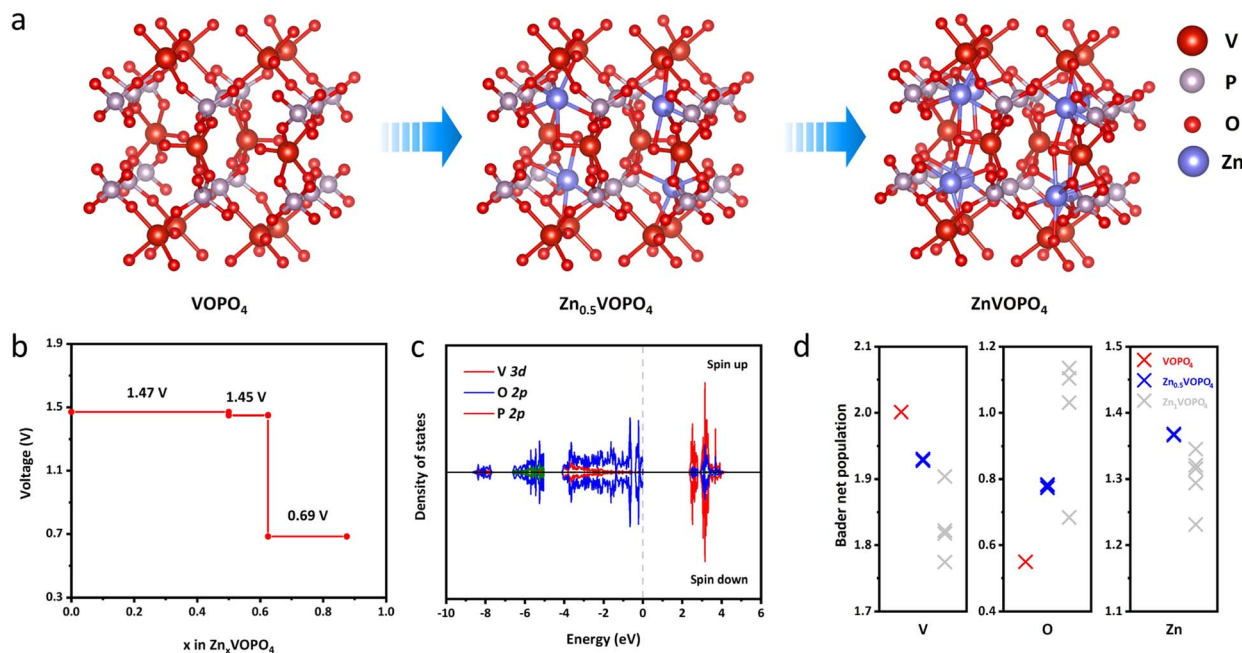 a
V
P
O
Zn
VOPO₄
Zn₀.₅VOPO₄
ZnVOPO₄
b
1.9
1.5
1.1
0.7
0.3
Voltage (V)
1.47 V
1.45 V
0.69 V
0.0 0.2 0.4 0.6 0.8 1.0
x in ZnₓVOPO₄
c
Density of states
V 3d
O 2p
P 2p
Spin up
Spin down
-10 -8 -6 -4 -2 0 2 4 6
Energy (eV)
d
Bader net population
2.1
2.0
1.9
1.8
1.7
V
1.2
1.0
0.8
0.6
0.4
O
1.5
1.4
1.3
1.2
1.1
Zn
VOPO₄
Zn₀.₅VOPO₄
Zn₁VOPO₄